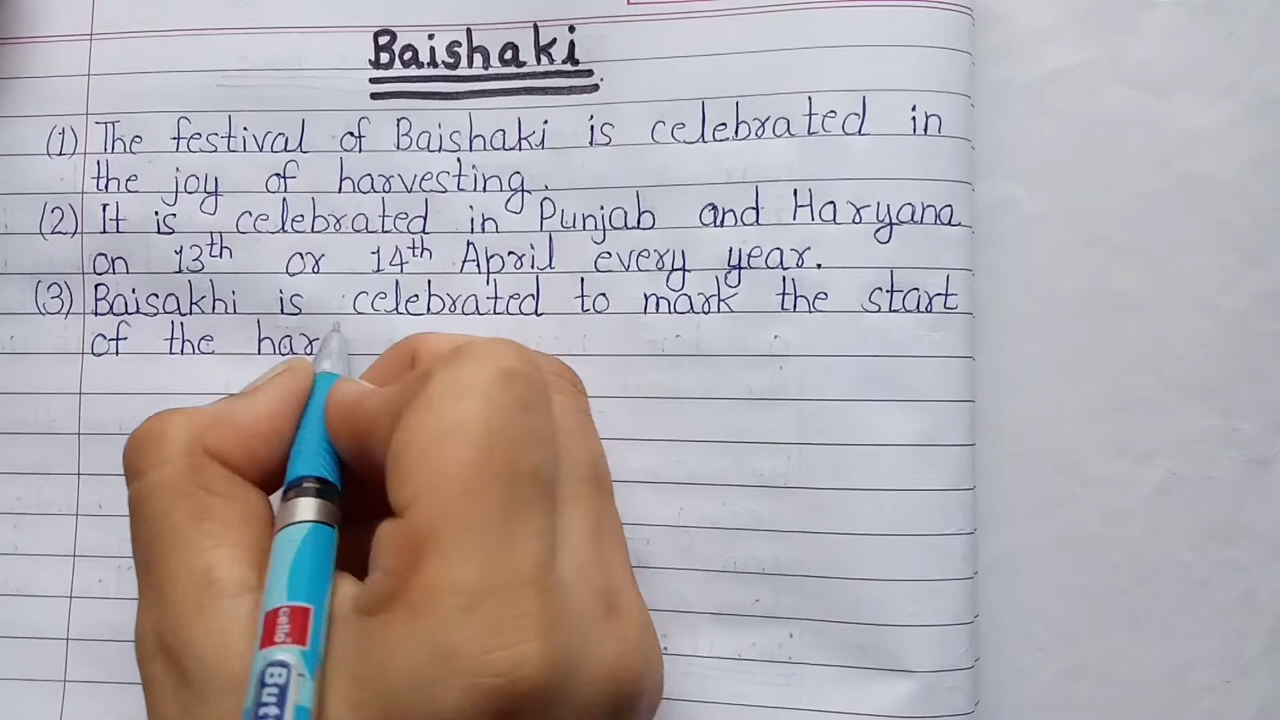 Baishaki
(1) The festival of Baishaki is celebrated in
the joy of harvesting.
(2) It is celebrated in Punjab and Haryana
on 13th or 14th April every year.
(3) Baisakhi is celebrated to mark the start
of the har
cello
But